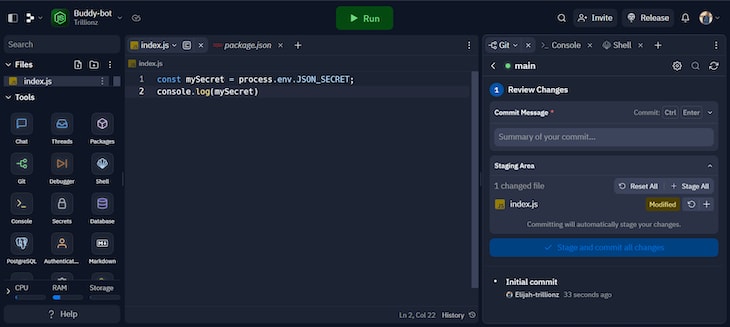 Buddy-bot
Trillionz
Run
Invite
Release
Search
Files
index.js
Tools
Chat
Threads
Packages
Git
Debugger
Shell
Console
Secrets
Database
PostgreSQL
Authenticat...
Markdown
CPU
RAM
Storage
Help
JS index.js
package.json
JS index.js
1 const mySecret = process.env.JSON_SECRET;
2 console.log(mySecret)
Ln 2, Col 22 History
Git
Console
Shell
main
1 Review Changes
Commit Message * Commit: Ctrl Enter
Summary of your commit...
Staging Area
1 changed file Reset All Stage All
JS index.js Modified
Committing will automatically stage your changes.
Stage and commit all changes
Initial commit
Elijah-trillionz 33 seconds ago